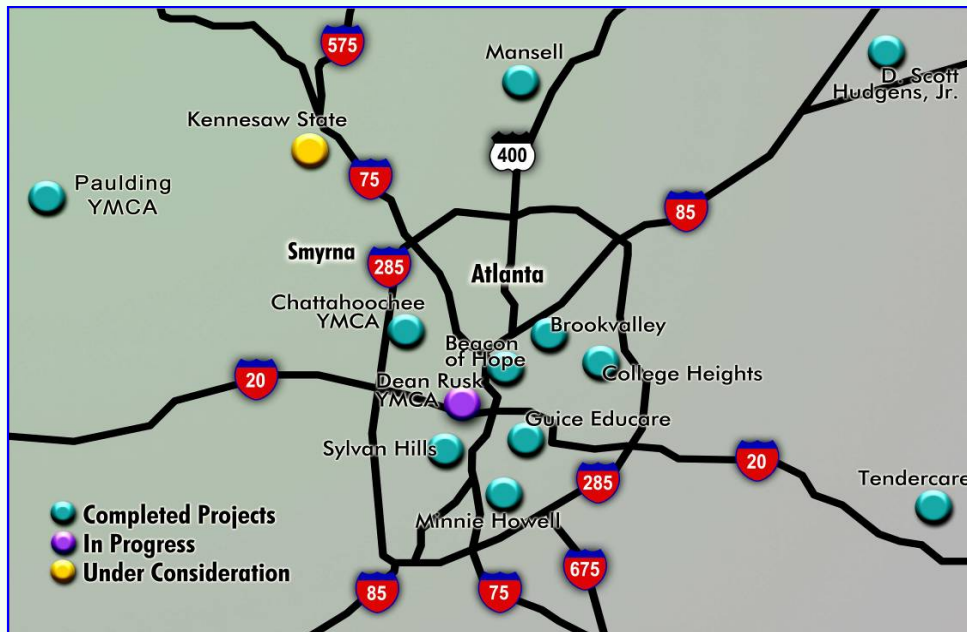 575
Mansell
D. Scott
Hudgens, Jr.
Kennesaw State
400
75
Paulding
YMCA
85
Smyrna
285
Atlanta
Chattahoochee
YMCA
Brookvalley
Beacon
of Hope
College Heights
20
Dean Rusk
YMCA
Guice Educare
Sylvan Hills
20
285
Tendercare
Minnie Howell
Completed Projects
In Progress
Under Consideration
85
75
675